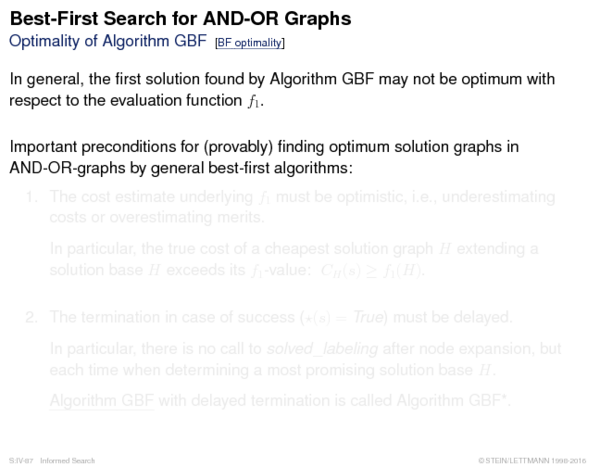 Best-First Search for AND-OR Graphs
Optimality of Algorithm GBF [BF optimality]
In general, the first solution found by Algorithm GBF may not be optimum with
respect to the evaluation function f₁.
Important preconditions for (provably) finding optimum solution graphs in
AND-OR-graphs by general best-first algorithms:
1. The cost estimate underlying f₁ must be optimistic, i.e., underestimating
costs or overestimating merits.
In particular, the true cost of a cheapest solution graph H extending a
solution base H exceeds its f₁-value: C_H(s) ≥ f₁(H).
2. The termination in case of success (⋆(s) = True) must be delayed.
In particular, there is no call to solved_labeling after node expansion, but
each time when determining a most promising solution base H.
Algorithm GBF with delayed termination is called Algorithm GBF*.
S:IV-67 Informed Search
© STEIN/LETTMANN 1998-2016